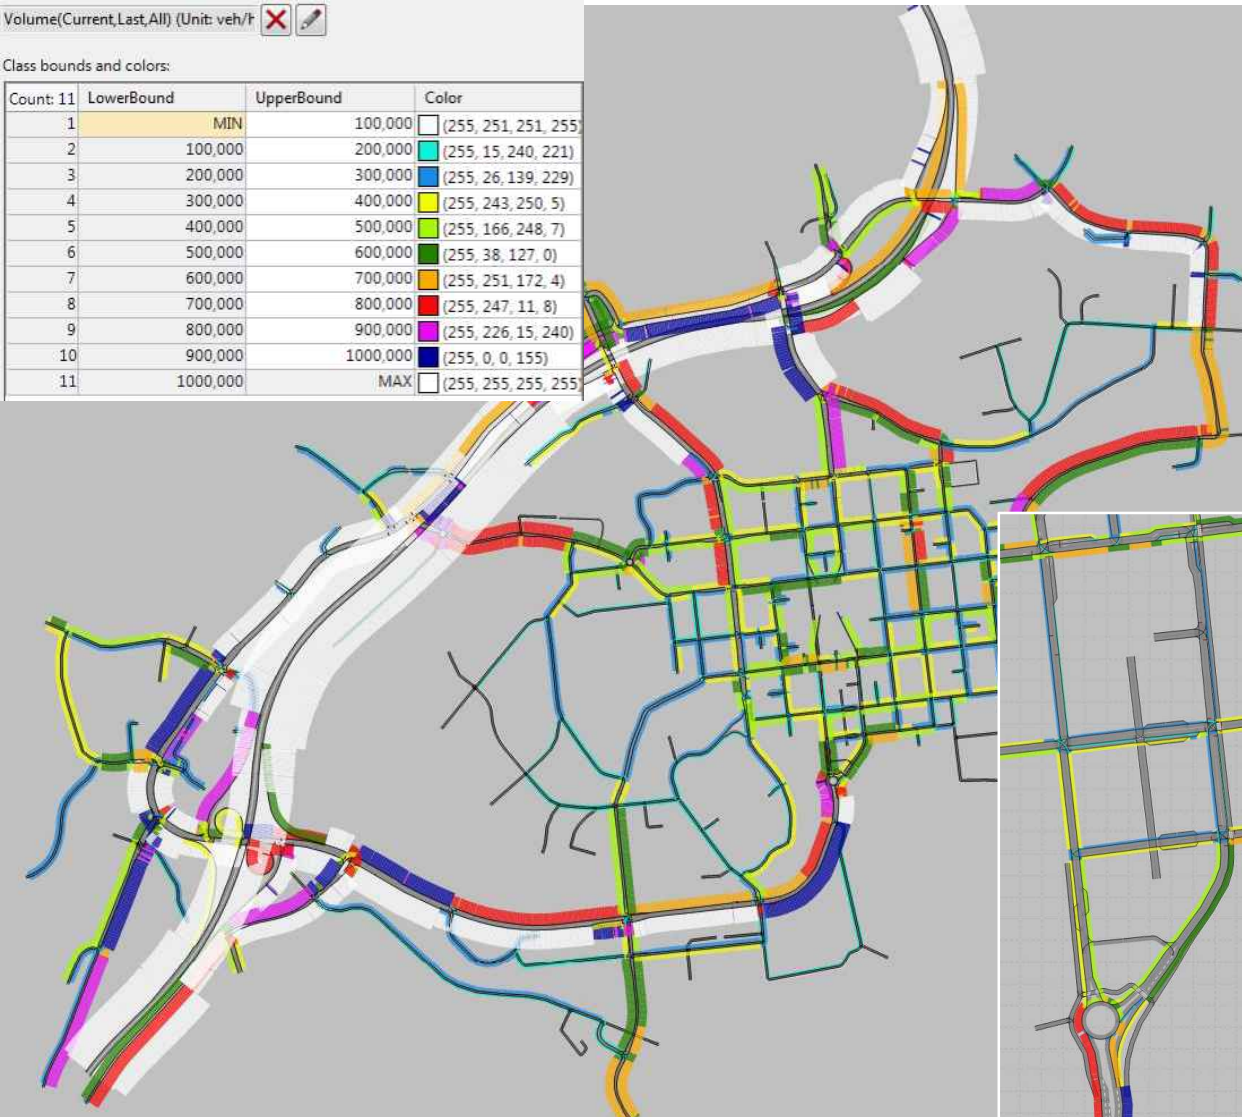 Volume(Current,Last,All) (Unit: veh/h
Class bounds and colors:
Count: 11 LowerBound UpperBound Color
1 MIN 100,000 (255, 251, 251, 255)
2 100,000 200,000 (255, 15, 240, 221)
3 200,000 300,000 (255, 26, 139, 229)
4 300,000 400,000 (255, 243, 250, 5)
5 400,000 500,000 (255, 166, 248, 7)
6 500,000 600,000 (255, 38, 127, 0)
7 600,000 700,000 (255, 251, 172, 4)
8 700,000 800,000 (255, 247, 11, 8)
9 800,000 900,000 (255, 226, 15, 240)
10 900,000 1000,000 (255, 0, 0, 155)
11 1000,000 MAX (255, 255, 255, 255)